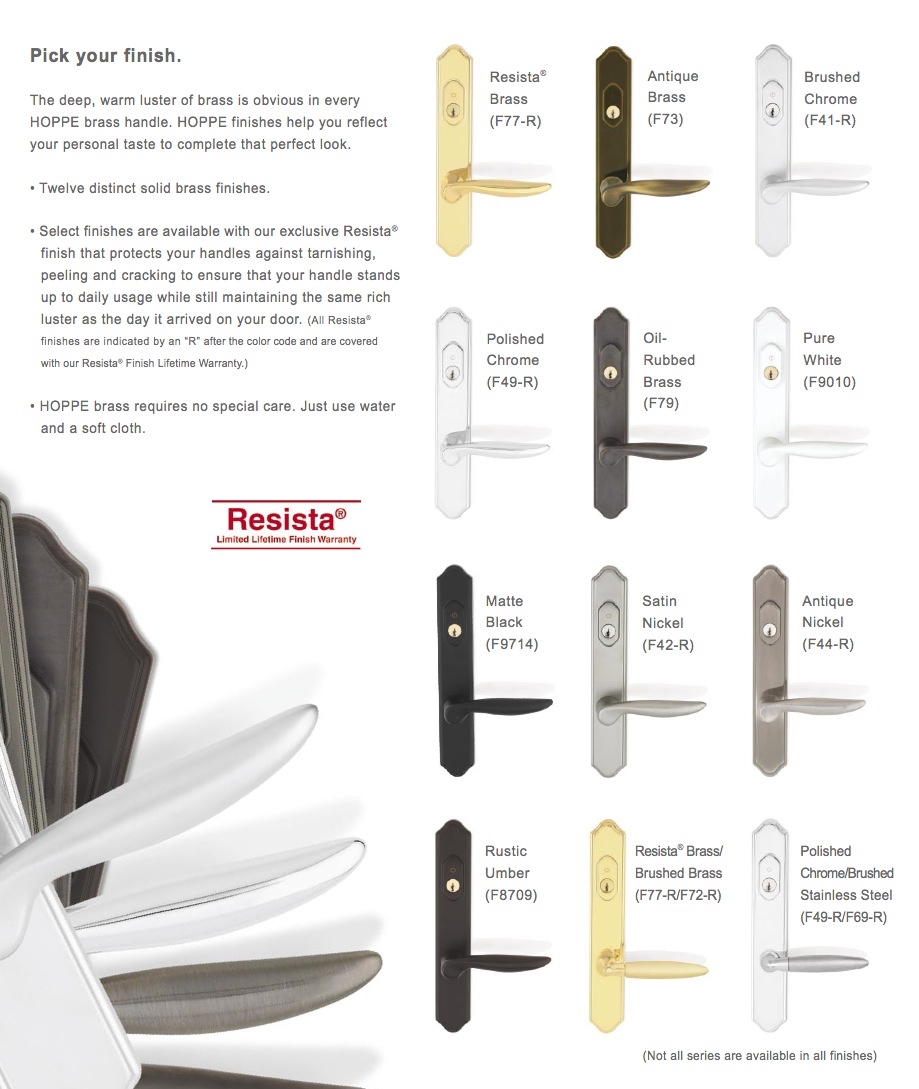 Pick your finish.
The deep, warm luster of brass is obvious in every
HOPPE brass handle. HOPPE finishes help you reflect
your personal taste to complete that perfect look.
• Twelve distinct solid brass finishes.
• Select finishes are available with our exclusive Resista®
finish that protects your handles against tarnishing,
peeling and cracking to ensure that your handle stands
up to daily usage while still maintaining the same rich
luster as the day it arrived on your door. (All Resista®
finishes are indicated by an "R" after the color code and are covered
with our Resista® Finish Lifetime Warranty.)
• HOPPE brass requires no special care. Just use water
and a soft cloth.
Resista®
Limited Lifetime Finish Warranty
Resista®
Brass
(F77-R)
Antique
Brass
(F73)
Brushed
Chrome
(F41-R)
Polished
Chrome
(F49-R)
Oil-
Rubbed
Brass
(F79)
Pure
White
(F9010)
Matte
Black
(F9714)
Satin
Nickel
(F42-R)
Antique
Nickel
(F44-R)
Rustic
Umber
(F8709)
Resista® Brass/
Brushed Brass
(F77-R/F72-R)
Polished
Chrome/Brushed
Stainless Steel
(F49-R/F69-R)
(Not all series are available in all finishes)